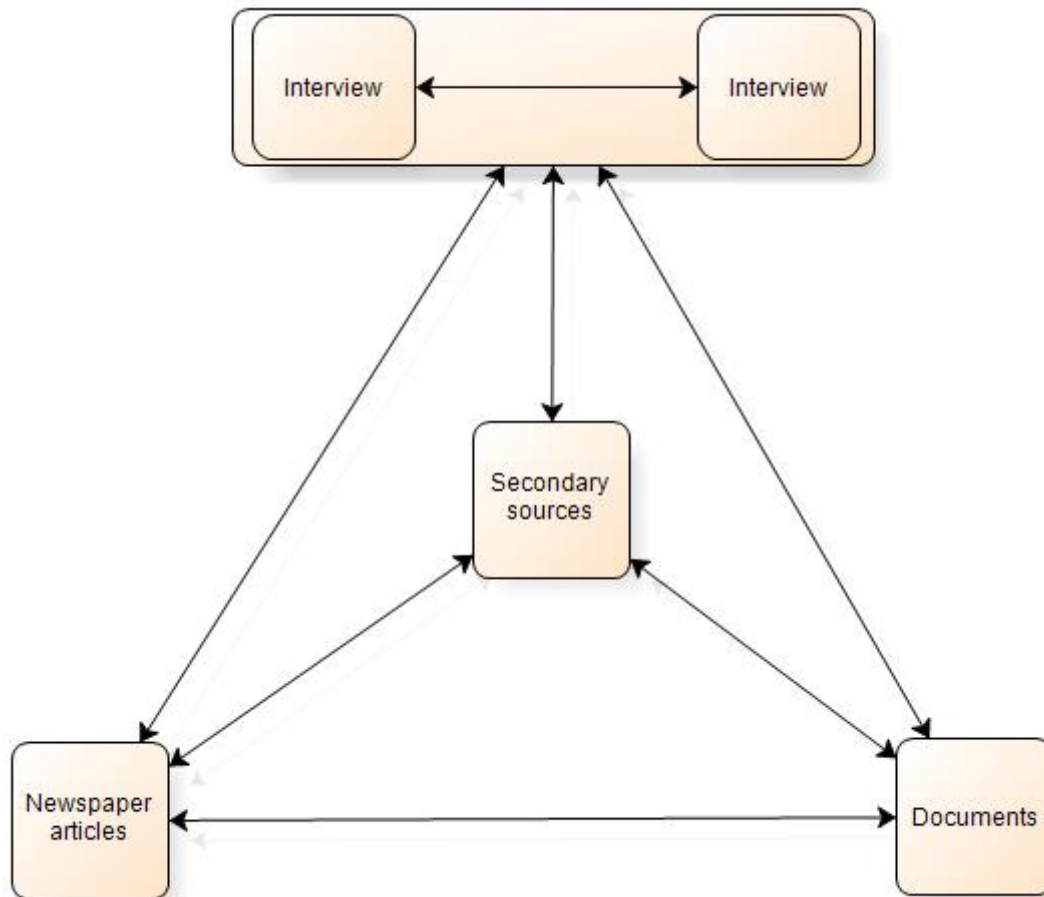 Interview
Interview
Secondary
sources
Newspaper
articles
Documents